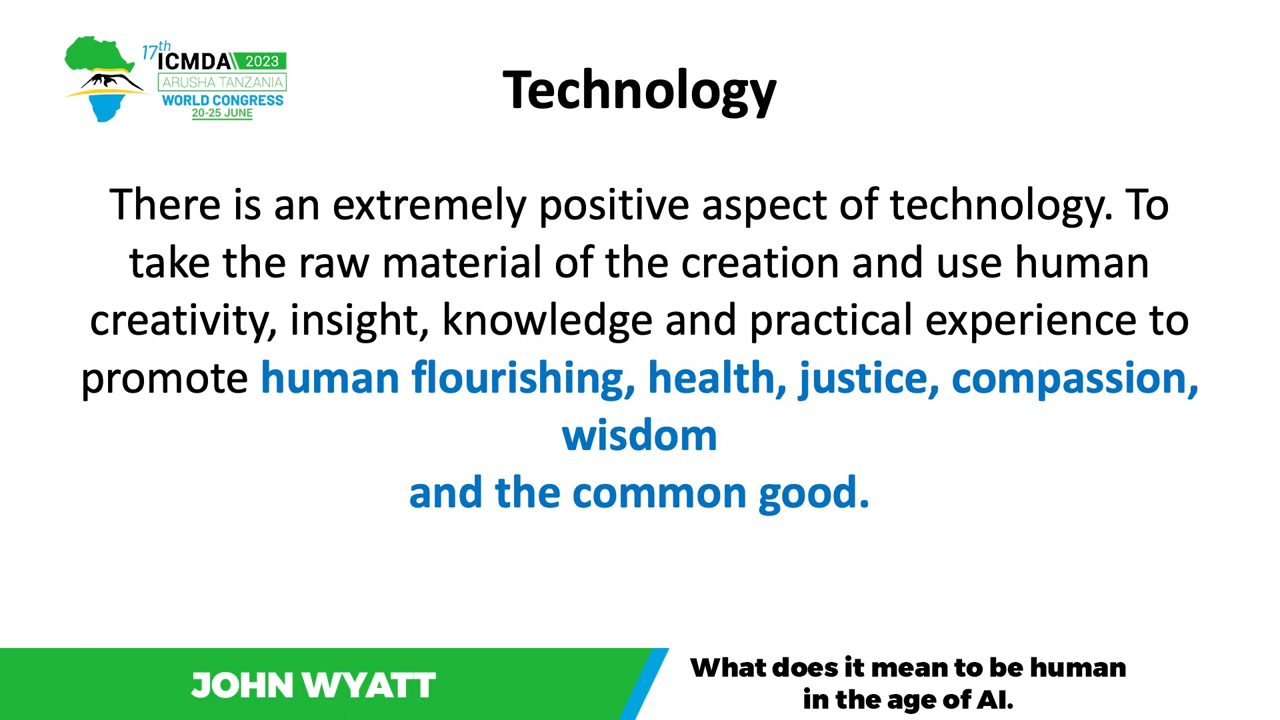 17th
ICMDA 2023
ARUSHA TANZANIA
WORLD CONGRESS
20-25 JUNE
Technology
There is an extremely positive aspect of technology. To
take the raw material of the creation and use human
creativity, insight, knowledge and practical experience to
promote human flourishing, health, justice, compassion,
wisdom
and the common good.
JOHN WYATT
What does it mean to be human
in the age of AI.